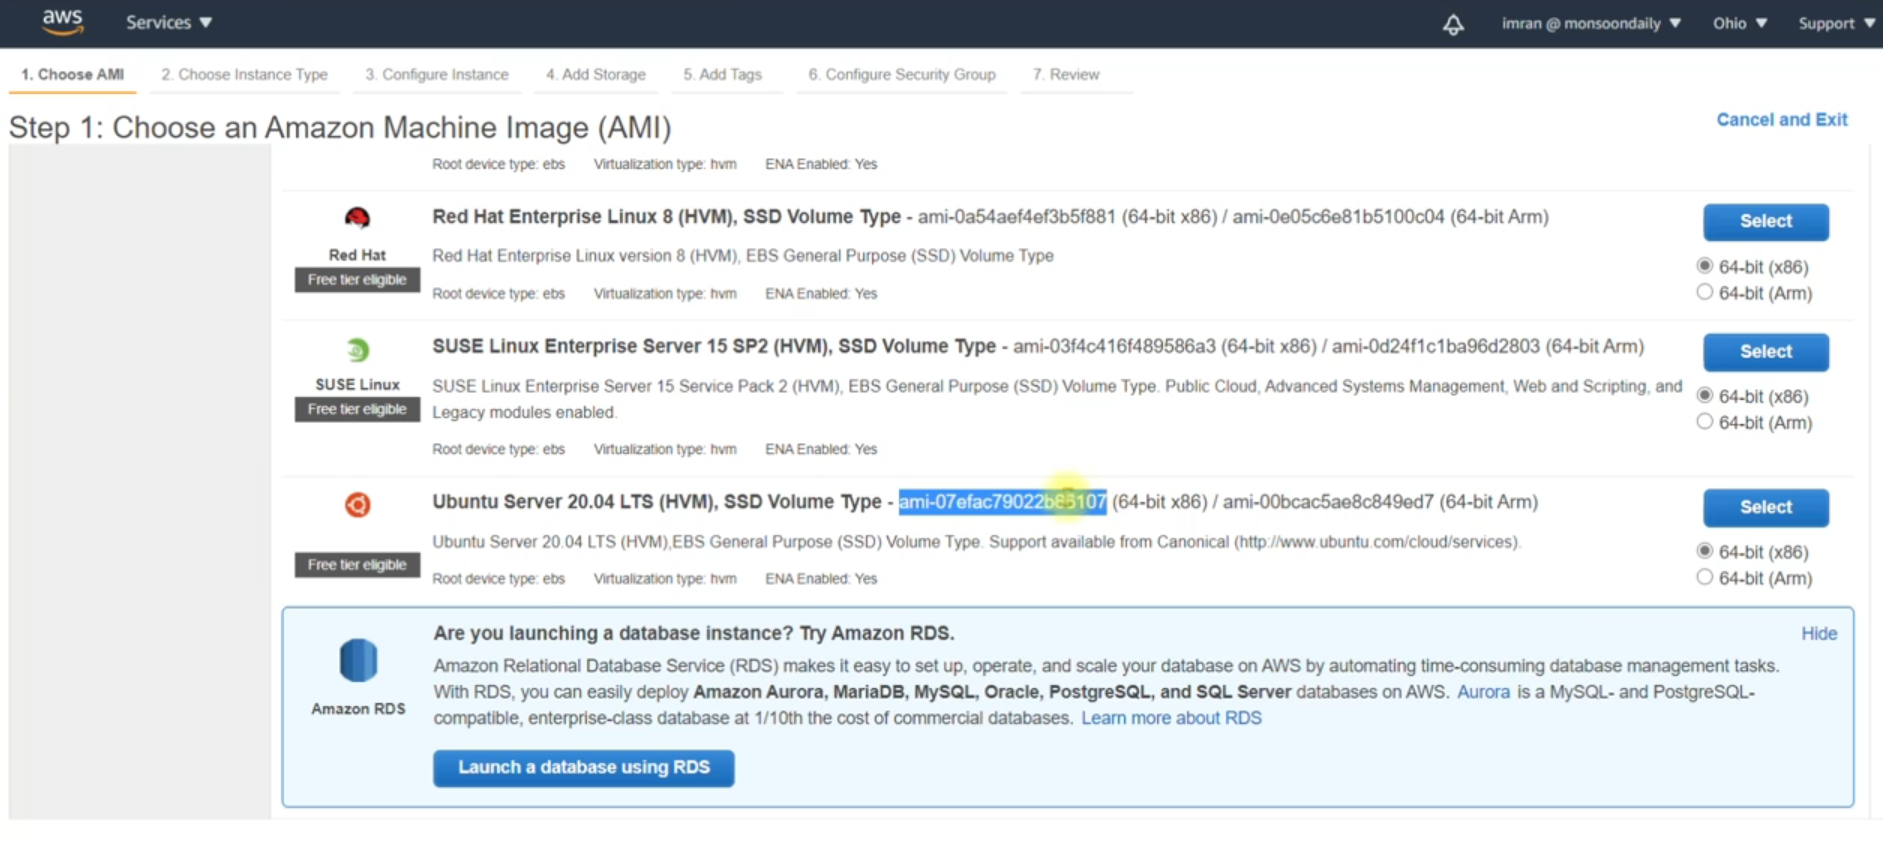 aws Services imran @ monsoondaily Ohio Support
1. Choose AMI 2. Choose Instance Type 3. Configure Instance 4. Add Storage 5. Add Tags 6. Configure Security Group 7. Review
Step 1: Choose an Amazon Machine Image (AMI)
Cancel and Exit
Root device type: ebs Virtualization type: hvm ENA Enabled: Yes
Red Hat Enterprise Linux 8 (HVM), SSD Volume Type - ami-0a54aef4ef3b5f881 (64-bit x86) / ami-0e05c6e81b5100c04 (64-bit Arm)
Select
Red Hat
Red Hat Enterprise Linux version 8 (HVM), EBS General Purpose (SSD) Volume Type
64-bit (x86)
Free tier eligible
Root device type: ebs Virtualization type: hvm ENA Enabled: Yes
64-bit (Arm)
SUSE Linux Enterprise Server 15 SP2 (HVM), SSD Volume Type - ami-03f4c416f489586a3 (64-bit x86) / ami-0d24f1c1ba96d2803 (64-bit Arm)
Select
SUSE Linux
SUSE Linux Enterprise Server 15 Service Pack 2 (HVM), EBS General Purpose (SSD) Volume Type. Public Cloud, Advanced Systems Management, Web and Scripting, and
64-bit (x86)
Free tier eligible
Legacy modules enabled.
64-bit (Arm)
Root device type: ebs Virtualization type: hvm ENA Enabled: Yes
Ubuntu Server 20.04 LTS (HVM), SSD Volume Type - ami-07efac79022b86107 (64-bit x86) / ami-00bcac5ae8c849ed7 (64-bit Arm)
Select
Ubuntu Server 20.04 LTS (HVM),EBS General Purpose (SSD) Volume Type. Support available from Canonical (http://www.ubuntu.com/cloud/services).
64-bit (x86)
Free tier eligible
Root device type: ebs Virtualization type: hvm ENA Enabled: Yes
64-bit (Arm)
Are you launching a database instance? Try Amazon RDS.
Hide
Amazon Relational Database Service (RDS) makes it easy to set up, operate, and scale your database on AWS by automating time-consuming database management tasks.
With RDS, you can easily deploy Amazon Aurora, MariaDB, MySQL, Oracle, PostgreSQL, and SQL Server databases on AWS. Aurora is a MySQL- and PostgreSQL-
Amazon RDS
compatible, enterprise-class database at 1/10th the cost of commercial databases. Learn more about RDS
Launch a database using RDS